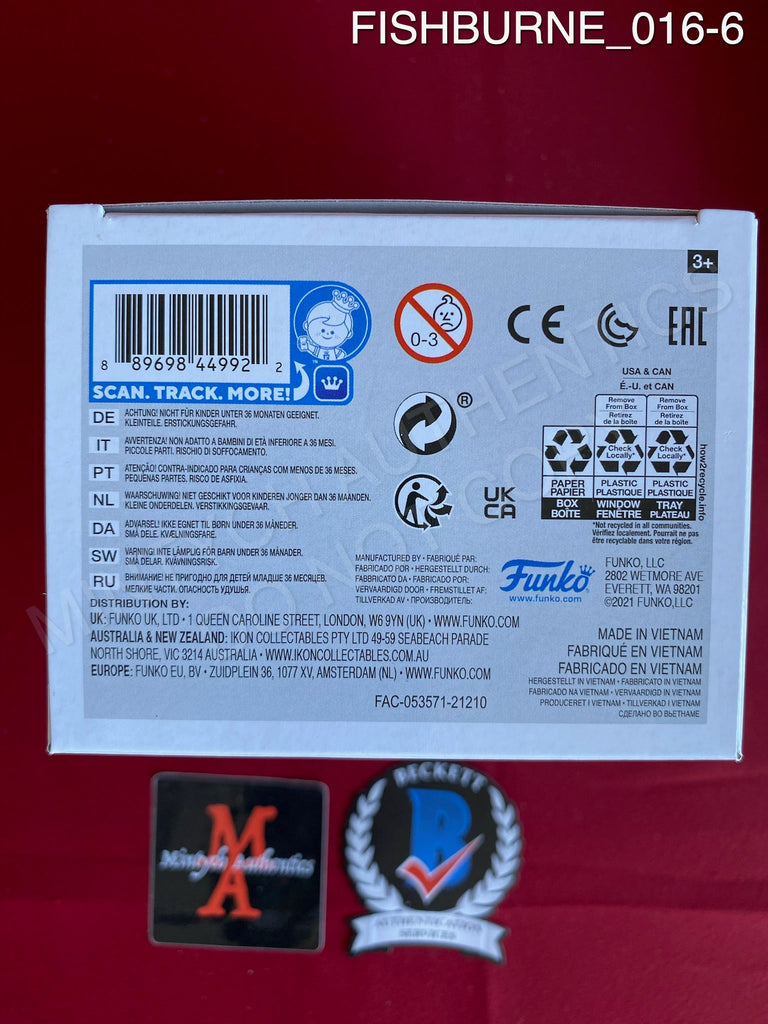 FISHBURNE_016-6
3+
8 89698 44992 2
SCAN. TRACK. MORE!
TM
0-3
CE
EAC
®
UK
CA
USA & CAN
É.-U. et CAN
Remove From Box
Retirez de la boîte
Remove From Box
Retirez de la boîte
Check Locally*
Check Locally*
PAPER
PAPIER
PLASTIC
PLASTIQUE
PLASTIC
PLASTIQUE
BOX
BOÎTE
WINDOW
FENÊTRE
TRAY
PLATEAU
how2recycle.info
*Not recycled in all communities.
Vérifiez localement. Pourrait ne pas
être recyclé dans votre région.
DE ACHTUNG! NICHT FÜR KINDER UNTER 36 MONATEN GEEIGNET.
KLEINTEILE. ERSTICKUNGSGEFAHR.
IT AVVERTENZA! NON ADATTO A BAMBINI DI ETÀ INFERIORE A 36 MESI.
PICCOLE PARTI. RISCHIO DI SOFFOCAMENTO.
PT ATENÇÃO! CONTRA-INDICADO PARA CRIANÇAS COM MENOS DE 36 MESES.
PEQUENAS PARTES. RISCO DE ASFIXIA.
NL WAARSCHUWING! NIET GESCHIKT VOOR KINDEREN JONGER DAN 36 MAANDEN.
KLEINE ONDERDELEN. VERSTIKKINGSGEVAAR.
DA ADVARSEL! IKKE EGNET TIL BØRN UNDER 36 MÅNEDER.
SMÅ DELE. KVÆLNINGSFARE.
SW VARNING! INTE LÄMPLIG FÖR BARN UNDER 36 MÅNADER.
SMÅ DELAR. KVÄVNINGSRISK.
RU ВНИМАНИЕ! НЕ ПРИГОДНО ДЛЯ ДЕТЕЙ МЛАДШЕ 36 МЕСЯЦЕВ.
МЕЛКИЕ ЧАСТИ. ОПАСНОСТЬ УДУШЬЯ.
MANUFACTURED BY • FABRIQUÉ PAR:
FABRICADO POR • HERGESTELLT DURCH:
FABRICATO DA • FABRICADO POR:
VERVAARDIGD DOOR • FREMSTILLET AF:
TILLVERKAD AV • ПРОИЗВОДИТЕЛЬ:
Funko
www.funko.com
FUNKO, LLC
2802 WETMORE AVE
EVERETT, WA 98201
©2021 FUNKO,LLC
DISTRIBUTION BY:
UK: FUNKO UK, LTD • 1 QUEEN CAROLINE STREET, LONDON, W6 9YN (UK) • WWW.FUNKO.COM
AUSTRALIA & NEW ZEALAND: IKON COLLECTABLES PTY LTD 49-59 SEABEACH PARADE
NORTH SHORE, VIC 3214 AUSTRALIA • WWW.IKONCOLLECTABLES.COM.AU
EUROPE: FUNKO EU, BV • ZUIDPLEIN 36, 1077 XV, AMSTERDAM (NL) • WWW.FUNKO.COM
FAC-053571-21210
MADE IN VIETNAM
FABRIQUÉ EN VIETNAM
FABRICADO EN VIETNAM
HERGESTELLT IN VIETNAM • FABBRICATO IN VIETNAM
FABRICADO NA VIETNAM • VERVAARDIGD IN VIETNAM
PRODUCERET I VIETNAM • TILLVERKAD I VIETNAM
СДЕЛАНО ВО ВЬЕТНАМЕ
MA
Mintych Authentics
BECKETT
B
AUTHENTICATION
SERVICES